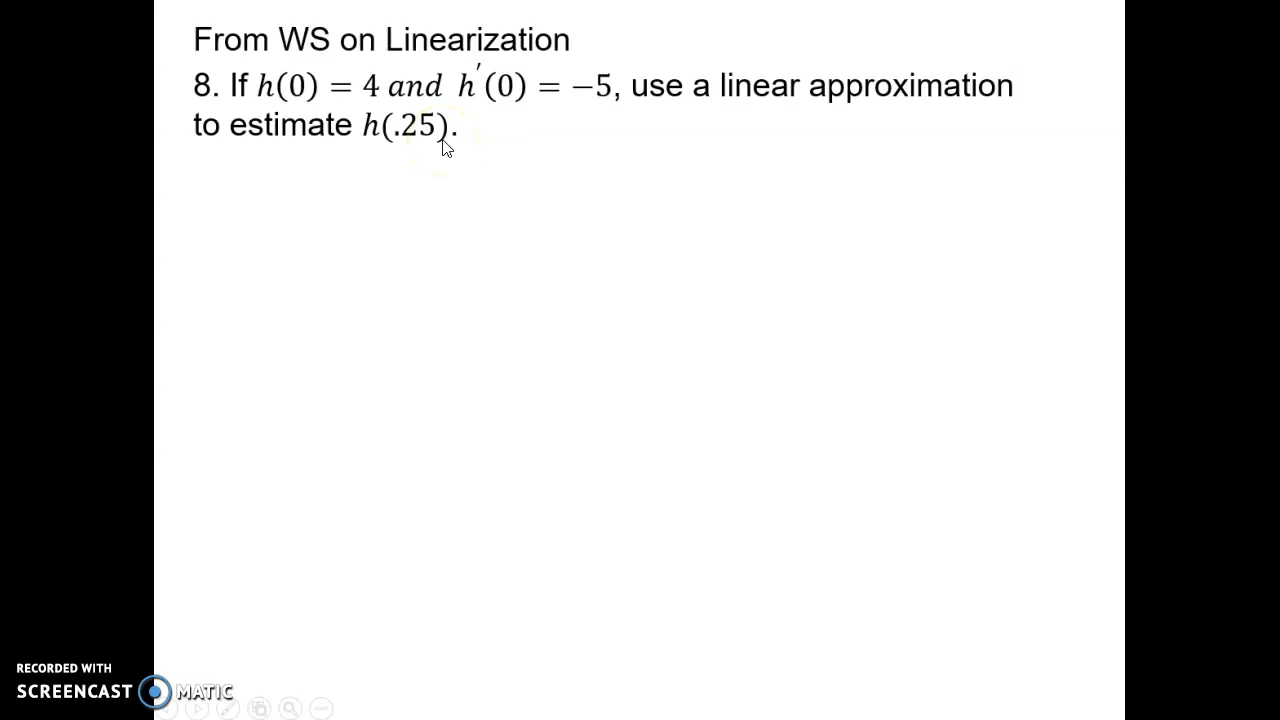 From WS on Linearization
8. If h(0) = 4 and h′(0) = −5, use a linear approximation
to estimate h(.25).
RECORDED WITH
SCREENCAST MATIC